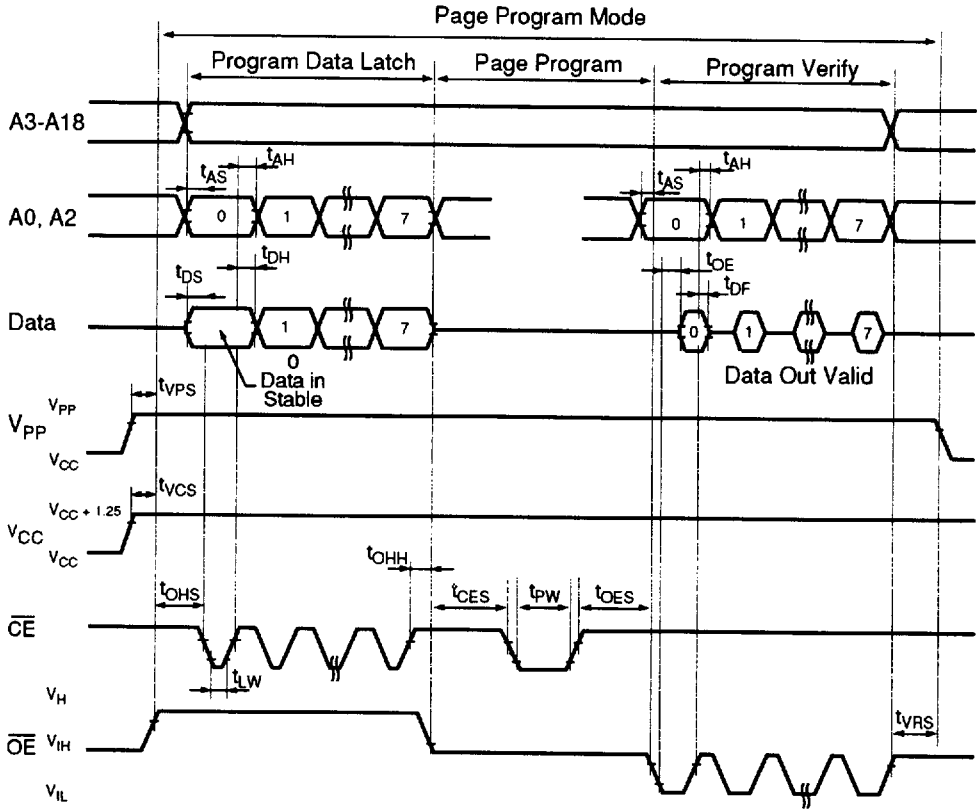 Page Program Mode
Program Data Latch Page Program Program Verify
A3-A18
tAS tAH tAS tAH
A0, A2 0 1 7 0 1 7
tDS tDH tOE tDF
Data 1 7 0 1 7
0
Data in
Stable
Data Out Valid
tVPS
VPP
VPP
VCC
tVCS
VCC + 1.25
VCC
VCC
tOHH
tOHS tCES tPW tOES
CE
tLW
VH
tVRS
OE VIH
VIL